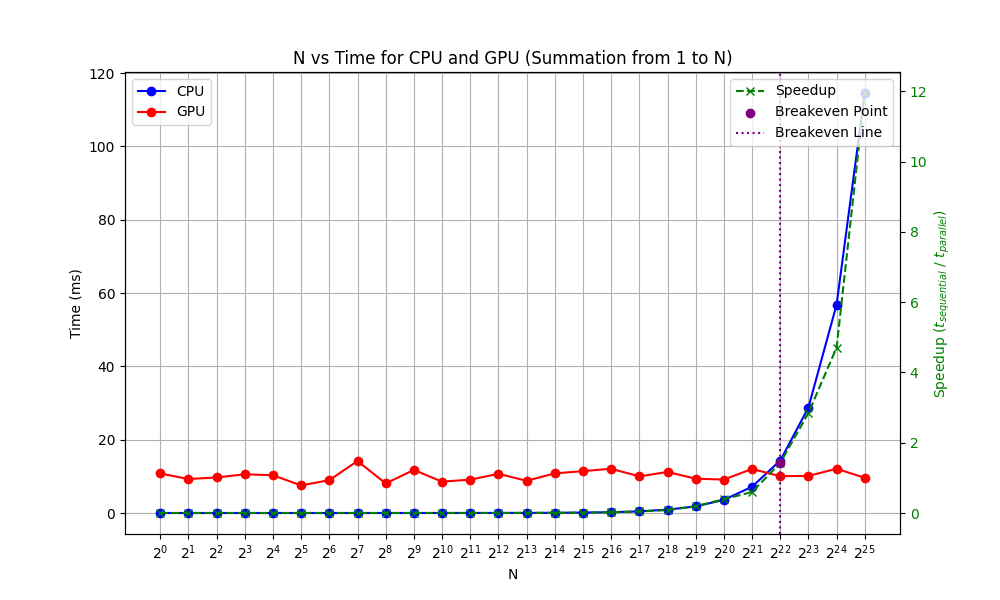 N vs Time for CPU and GPU (Summation from 1 to N)
CPU
GPU
Speedup
Breakeven Point
Breakeven Line
Time (ms)
120
100
80
60
40
20
0
12
10
8
6
4
2
0
Speedup (t_sequential / t_parallel)
2^0 2^1 2^2 2^3 2^4 2^5 2^6 2^7 2^8 2^9 2^10 2^11 2^12 2^13 2^14 2^15 2^16 2^17 2^18 2^19 2^20 2^21 2^22 2^23 2^24 2^25
N